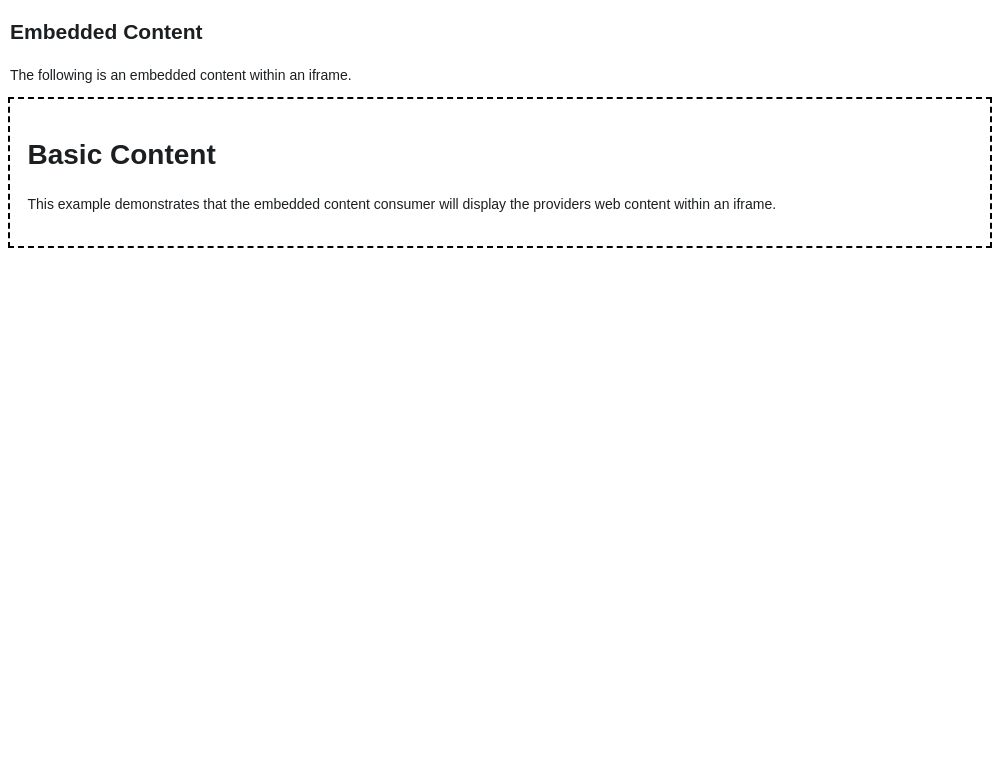 Embedded Content
The following is an embedded content within an iframe.
Basic Content
This example demonstrates that the embedded content consumer will display the providers web content within an iframe.